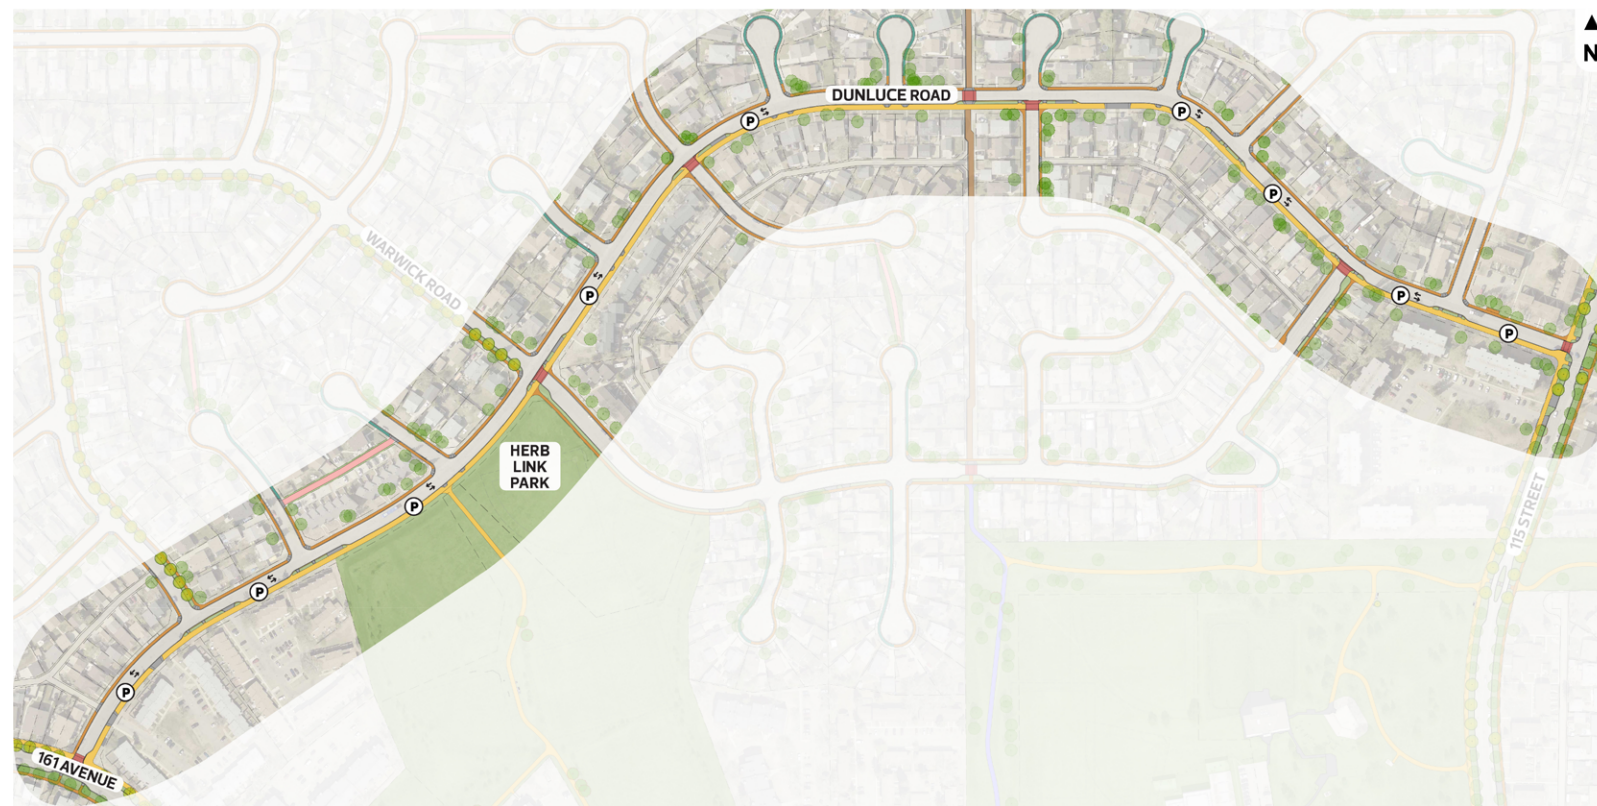 ▲
N
DUNLUCE ROAD
P
P
P
WARWICK ROAD
P
P
P
HERB
LINK
PARK
P
115 STREET
P
P
161 AVENUE